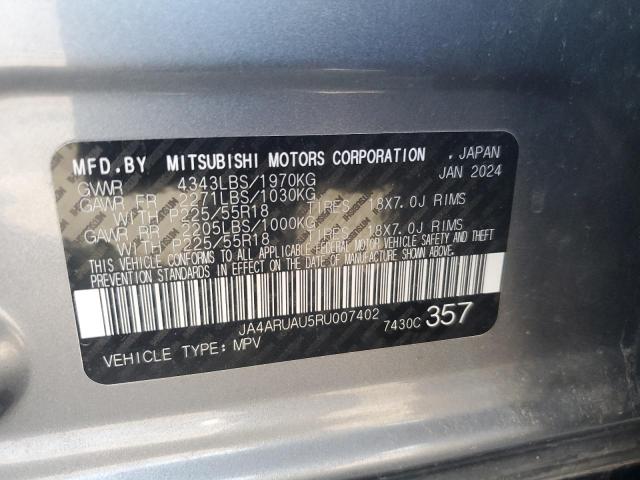 MFD.BY MITSUBISHI MOTORS CORPORATION . JAPAN
GVWR 4343LBS/1970KG JAN 2024
GAWR FR 2271LBS/1030KG
WITH P225/55R18 TIRES 18X7.0J RIMS
GAWR RR 2205LBS/1000KG
WITH P225/55R18 TIRES 18X7.0J RIMS
THIS VEHICLE CONFORMS TO ALL APPLICABLE FEDERAL MOTOR VEHICLE SAFETY AND THEFT
PREVENTION STANDARDS IN EFFECT ON THE DATE OF MANUFACTURE SHOWN ABOVE.
JA4ARUAU5RU007402 7430C 357
VEHICLE TYPE: MPV